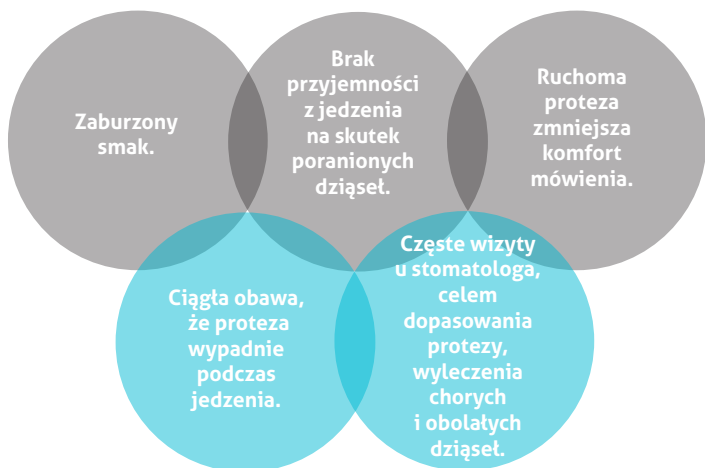 Zaburzony
smak.
Brak
przyjemności
z jedzenia
na skutek
poranionych
dziąseł.
Ruchoma
proteza
zmniejsza
komfort
mówienia.
Ciągła obawa,
że proteza
wypadnie
podczas
jedzenia.
Częste wizyty
u stomatologa,
celem
dopasowania
protezy,
wyleczenia
chorych
i obolałych
dziąseł.